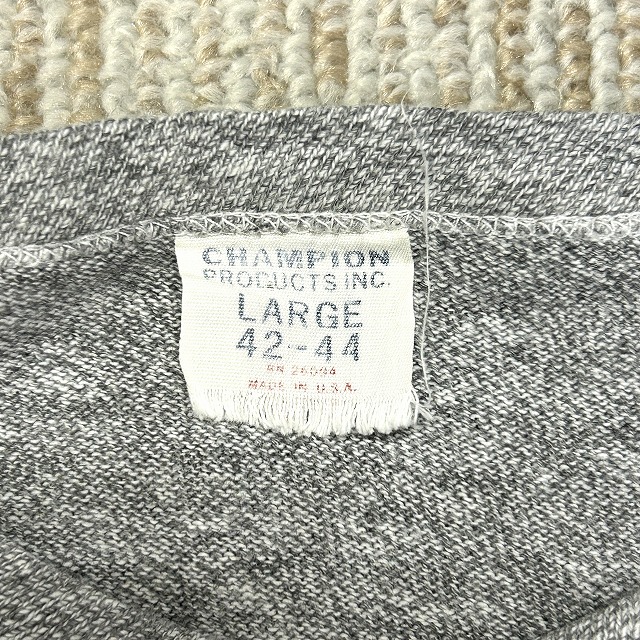 CHAMPION
PRODUCTS INC.
LARGE
42-44
RN 26094
MADE IN U.S.A.